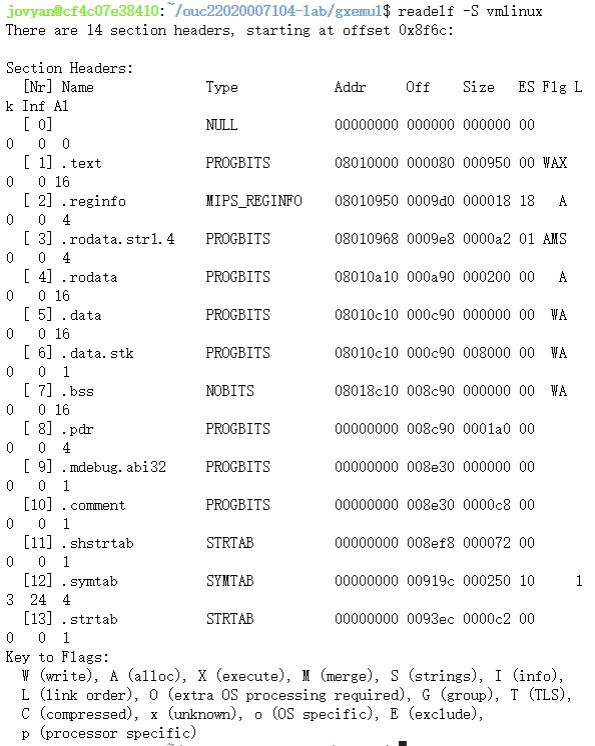 jovyan@cf4c07e38410:~/ouc22020007104-lab/gxemul$ readelf -S vmlinux
There are 14 section headers, starting at offset 0x8f6c:
Section Headers:
[Nr] Name Type Addr Off Size ES Flg L
k Inf Al
[ 0] NULL 00000000 000000 000000 00
0 0 0
[ 1] .text PROGBITS 08010000 000080 000950 00 WAX
0 0 16
[ 2] .reginfo MIPS_REGINFO 08010950 0009d0 000018 18 A
0 0 4
[ 3] .rodata.str1.4 PROGBITS 08010968 0009e8 0000a2 01 AMS
0 0 4
[ 4] .rodata PROGBITS 08010a10 000a90 000200 00 A
0 0 16
[ 5] .data PROGBITS 08010c10 000c90 000000 00 WA
0 0 16
[ 6] .data.stk PROGBITS 08010c10 000c90 008000 00 WA
0 0 1
[ 7] .bss NOBITS 08018c10 008c90 000000 00 WA
0 0 16
[ 8] .pdr PROGBITS 00000000 008c90 0001a0 00
0 0 4
[ 9] .mdebug.abi32 PROGBITS 00000000 008e30 000000 00
0 0 1
[10] .comment PROGBITS 00000000 008e30 0000c8 00
0 0 1
[11] .shstrtab STRTAB 00000000 008ef8 000072 00
0 0 1
[12] .symtab SYMTAB 00000000 00919c 000250 10 1
3 24 4
[13] .strtab STRTAB 00000000 0093ec 0000c2 00
0 0 1
Key to Flags:
W (write), A (alloc), X (execute), M (merge), S (strings), I (info),
L (link order), O (extra OS processing required), G (group), T (TLS),
C (compressed), x (unknown), o (OS specific), E (exclude),
p (processor specific)